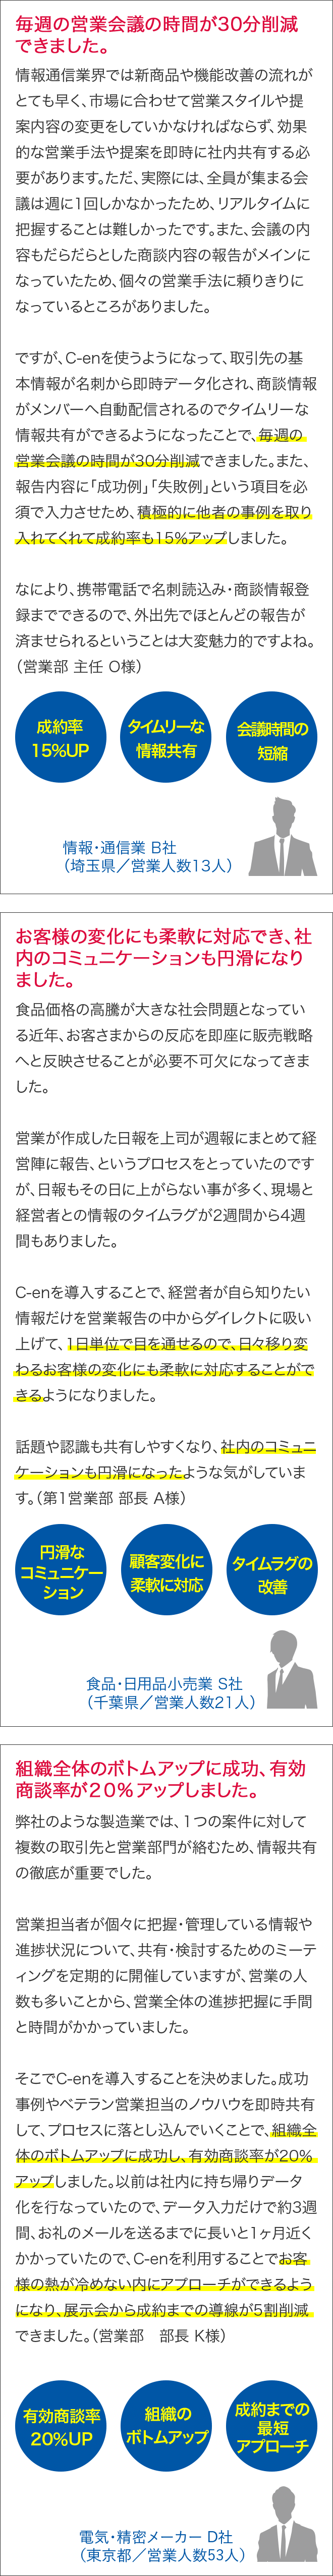 毎週の営業会議の時間が30分削減
できました。
情報通信業界では新商品や機能改善の流れが
とても早く、市場に合わせて営業スタイルや提
案内容の変更をしていかなければならず、効果
的な営業手法や提案を即時に社内共有する必
要があります。ただ、実際には、全員が集まる会
議は週に1回しかなかったため、リアルタイムに
把握することは難しかったです。また、会議の内
容もだらだらとした商談内容の報告がメインに
なっていたため、個々の営業手法に頼りきりに
なっているところがありました。
ですが、C-enを使うようになって、取引先の基
本情報が名刺から即時データ化され、商談情報
がメンバーへ自動配信されるのでタイムリーな
情報共有ができるようになったことで、毎週の
営業会議の時間が30分削減できました。また、
報告内容に「成功例」「失敗例」という項目を必
須で入力させため、積極的に他者の事例を取り
入れてくれて成約率も15%アップしました。
なにより、携帯電話で名刺読込み・商談情報登
録までできるので、外出先でほとんどの報告が
済ませられるということは大変魅力的ですよね。
（営業部 主任 O様）
成約率
15%UP
タイムリーな
情報共有
会議時間の
短縮
情報・通信業 B社
（埼玉県／営業人数13人）
お客様の変化にも柔軟に対応でき、社
内のコミュニケーションも円滑になり
ました。
食品価格の高騰が大きな社会問題となってい
る近年、お客さまからの反応を即座に販売戦略
へと反映させることが必要不可欠になってきま
した。
営業が作成した日報を上司が週報にまとめて経
営陣に報告、というプロセスをとっていたのです
が、日報もその日に上がらない事が多く、現場と
経営者との情報のタイムラグが2週間から4週
間もありました。
C-enを導入することで、経営者が自ら知りたい
情報だけを営業報告の中からダイレクトに吸い
上げて、1日単位で目を通せるので、日々移り変
わるお客様の変化にも柔軟に対応することがで
きるようになりました。
話題や認識も共有しやすくなり、社内のコミュニ
ケーションも円滑になったような気がしていま
す。（第1営業部 部長 A様）
円滑な
コミュニケー
ション
顧客変化に
柔軟に対応
タイムラグの
改善
食品・日用品小売業 S社
（千葉県／営業人数21人）
組織全体のボトムアップに成功、有効
商談率が２０％アップしました。
弊社のような製造業では、1つの案件に対して
複数の取引先と営業部門が絡むため、情報共有
の徹底が重要でした。
営業担当者が個々に把握・管理している情報や
進捗状況について、共有・検討するためのミーテ
ィングを定期的に開催していますが、営業の人
数も多いことから、営業全体の進捗把握に手間
と時間がかかっていました。
そこでC-enを導入することを決めました。成功
事例やベテラン営業担当のノウハウを即時共有
して、プロセスに落とし込んでいくことで、組織全
体のボトムアップに成功し、有効商談率が20%
アップしました。以前は社内に持ち帰りデータ
化を行なっていたので、データ入力だけで約3週
間、お礼のメールを送るまでに長いと1ヶ月近く
かかっていたので、C-enを利用することでお客
様の熱が冷めない内にアプローチができるよう
になり、展示会から成約までの導線が5割削減
できました。（営業部　部長 K様）
有効商談率
20%UP
組織の
ボトムアップ
成約までの
最短
アプローチ
電気・精密メーカー D社
（東京都／営業人数53人）